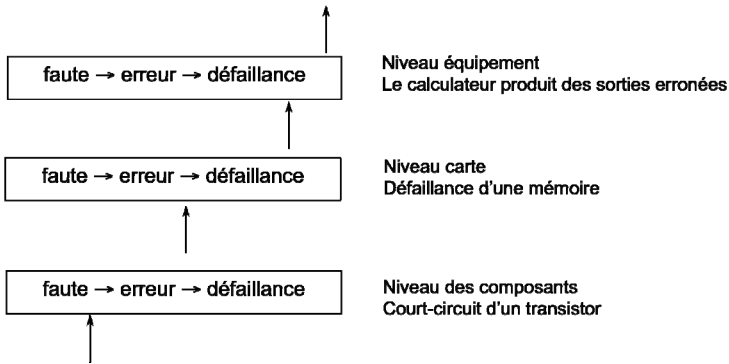 faute → erreur → défaillance
Niveau équipement
Le calculateur produit des sorties erronées
faute → erreur → défaillance
Niveau carte
Défaillance d'une mémoire
faute → erreur → défaillance
Niveau des composants
Court-circuit d'un transistor